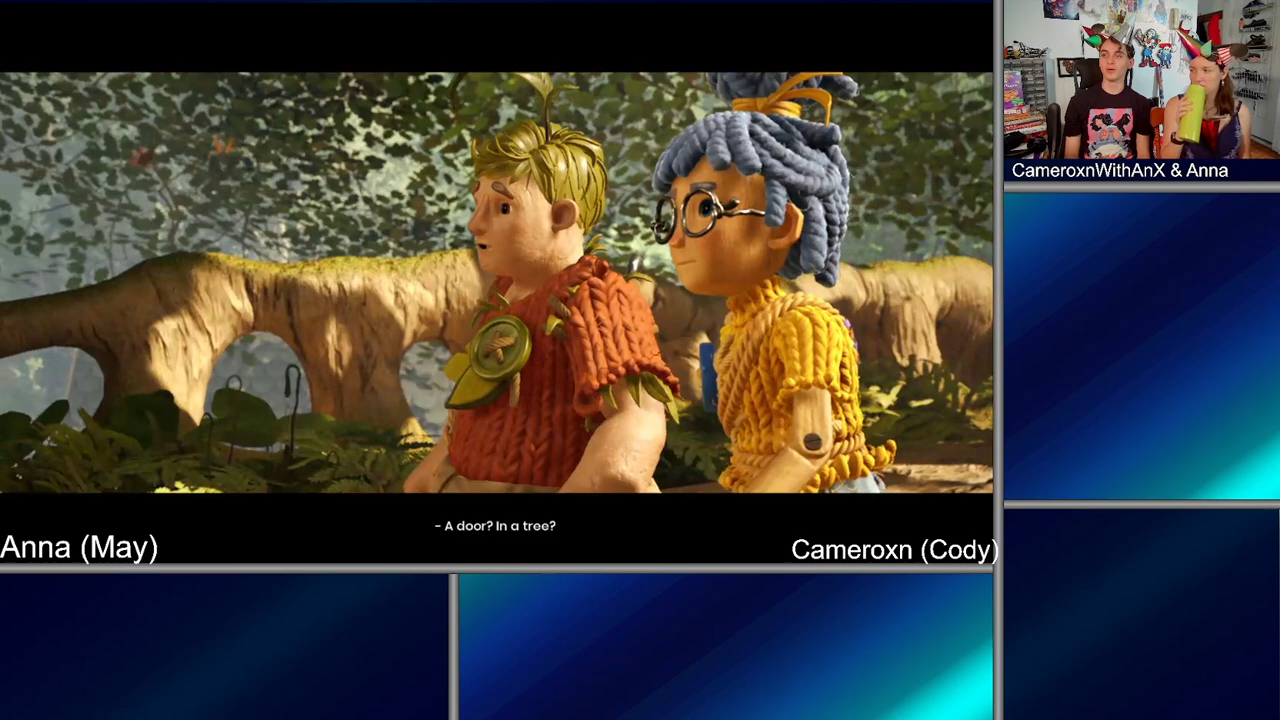 CameroxnWithAnX & Anna
- A door? In a tree?
Anna (May)
Cameroxn (Cody)